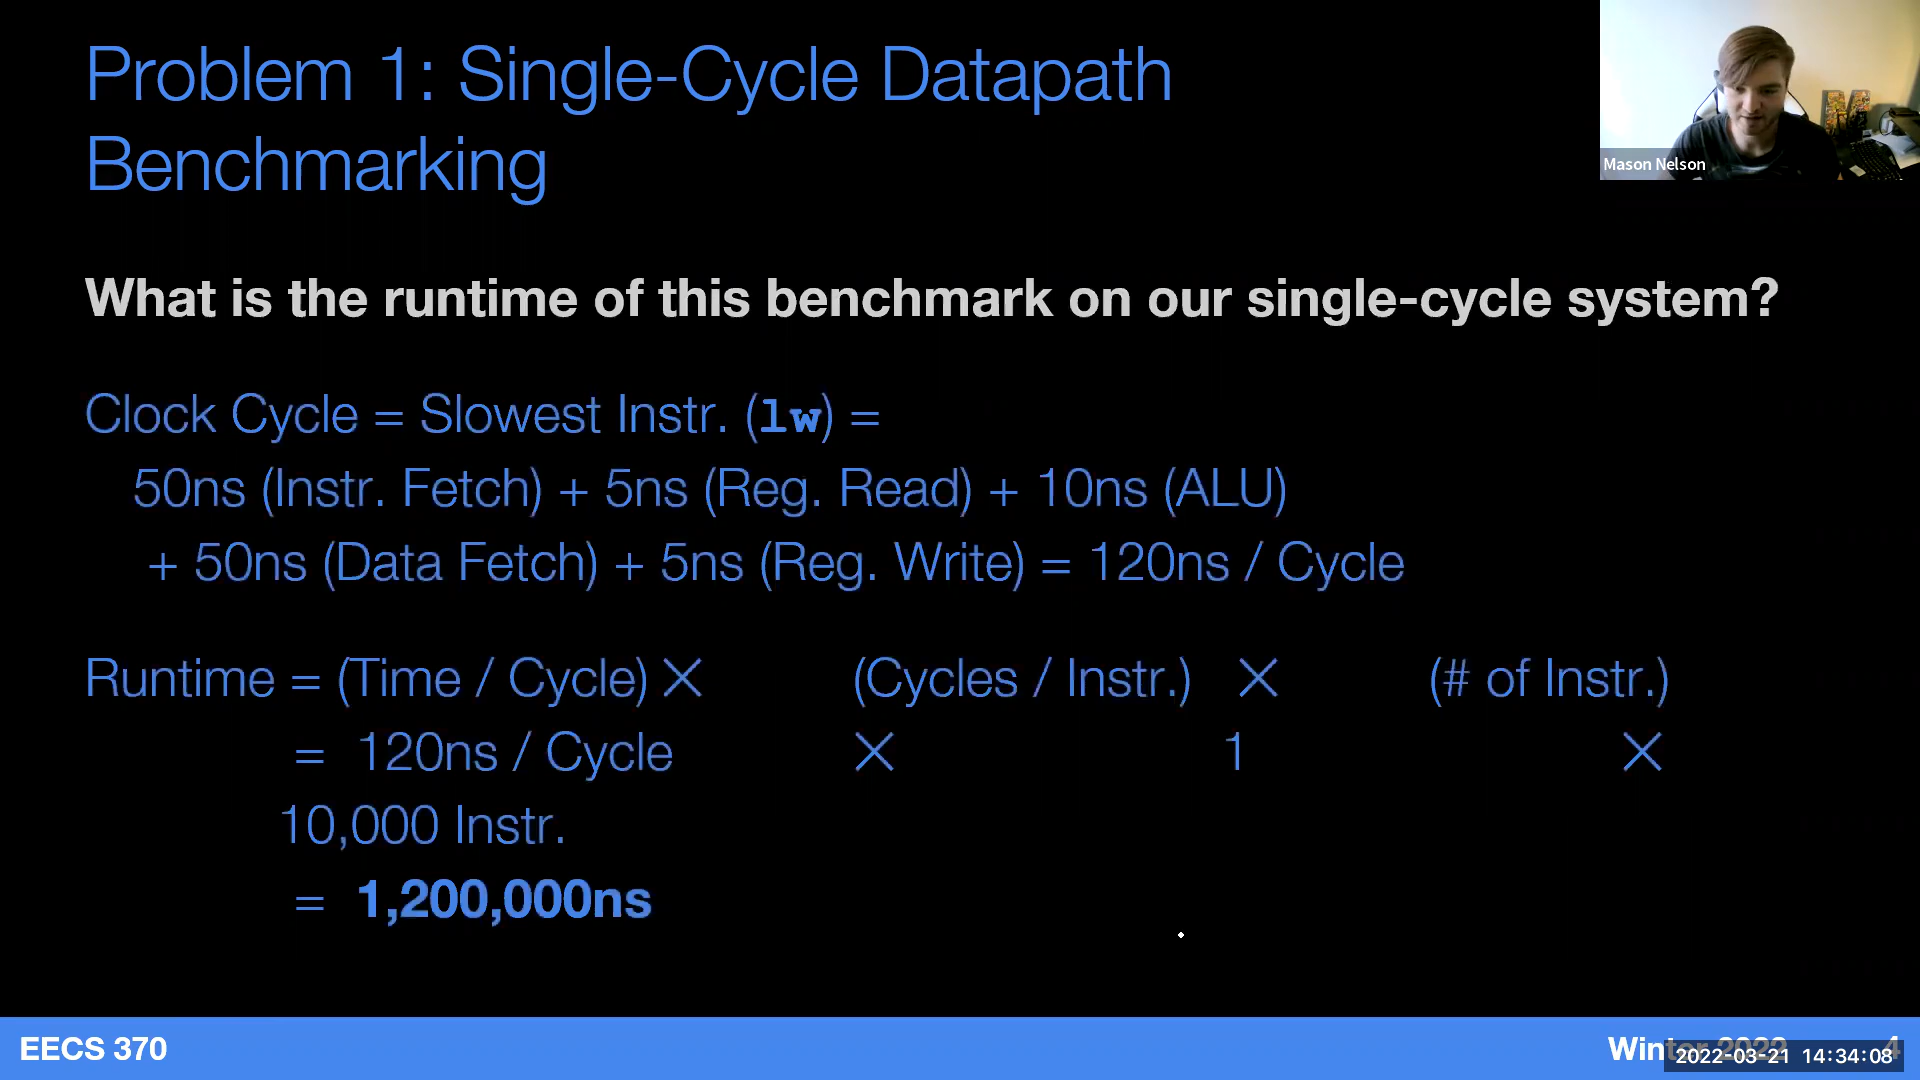 Problem 1: Single-Cycle Datapath
Benchmarking
Mason Nelson
What is the runtime of this benchmark on our single-cycle system?
Clock Cycle = Slowest Instr. (lw) =
50ns (Instr. Fetch) + 5ns (Reg. Read) + 10ns (ALU)
+ 50ns (Data Fetch) + 5ns (Reg. Write) = 120ns / Cycle
Runtime = (Time / Cycle) × (Cycles / Instr.) × (# of Instr.)
= 120ns / Cycle × 1 ×
10,000 Instr.
= 1,200,000ns
EECS 370
Winter 2022 4
2022-03-21 14:34:08